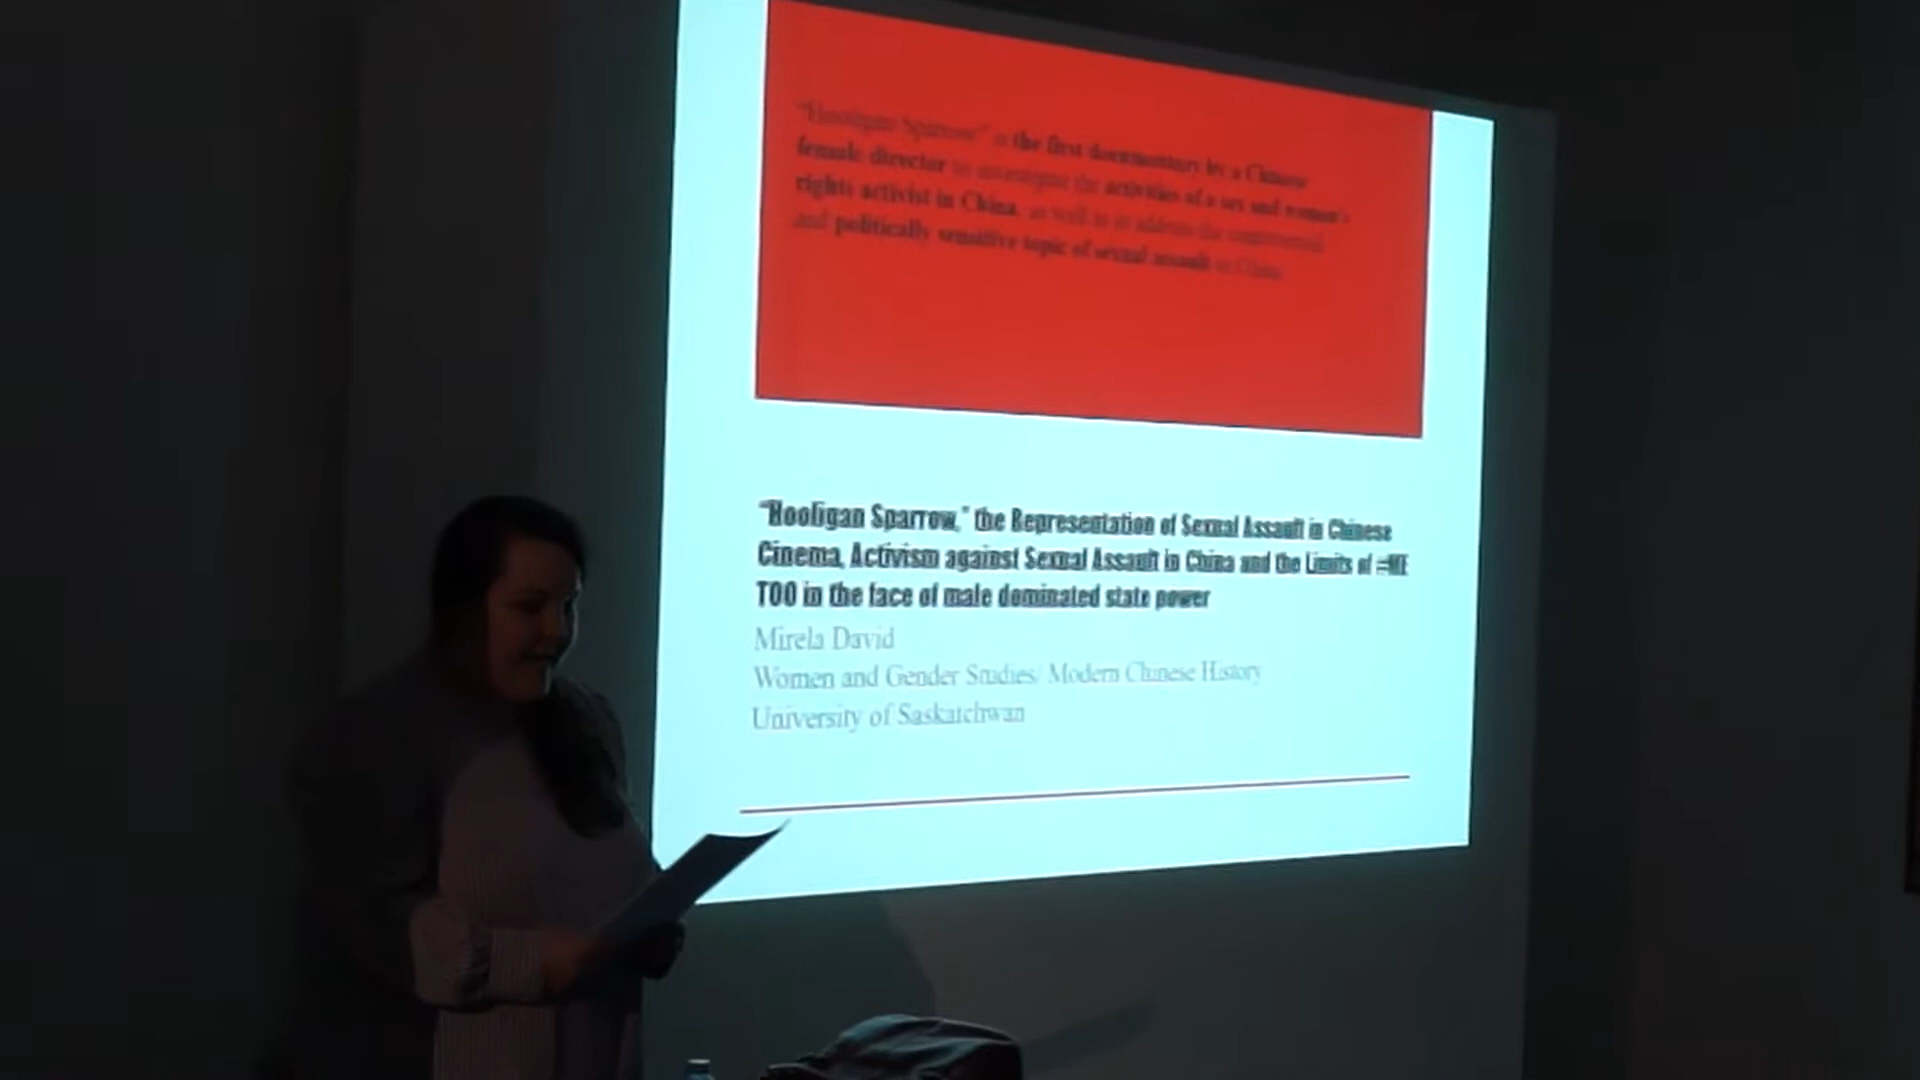 "Hooligan Sparrow" is the first documentary by a Chinese
female director to investigate the activities of a sex and women's
rights activist in China, as well as to address the controversial
and politically sensitive topic of sexual assault in China
"Hooligan Sparrow," the Representation of Sexual Assault in Chinese
Cinema, Activism against Sexual Assault in China and the Limits of #ME
TOO in the face of male dominated state power
Mirela David
Women and Gender Studies/ Modern Chinese History
University of Saskatchwan